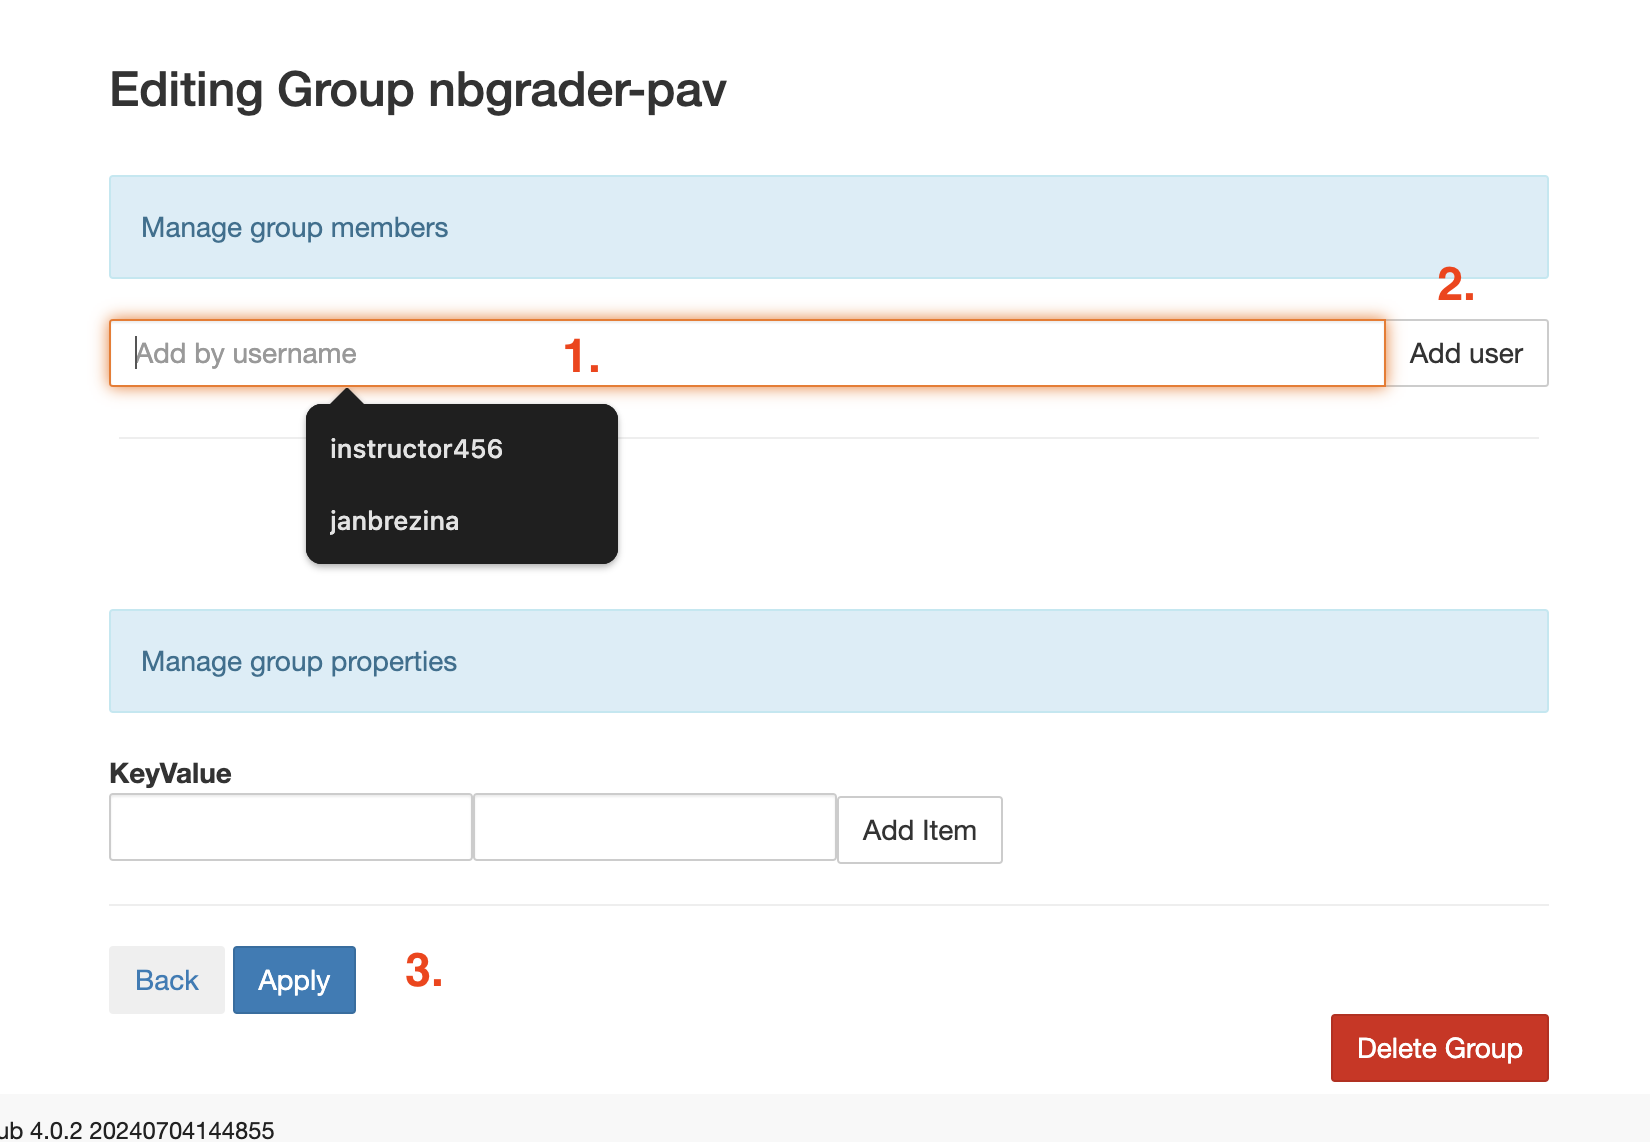 Editing Group nbgrader-pav
Manage group members
2.
Add by username
1.
Add user
instructor456
janbrezina
Manage group properties
KeyValue
Add Item
Back
Apply
3.
Delete Group
ub 4.0.2 20240704144855